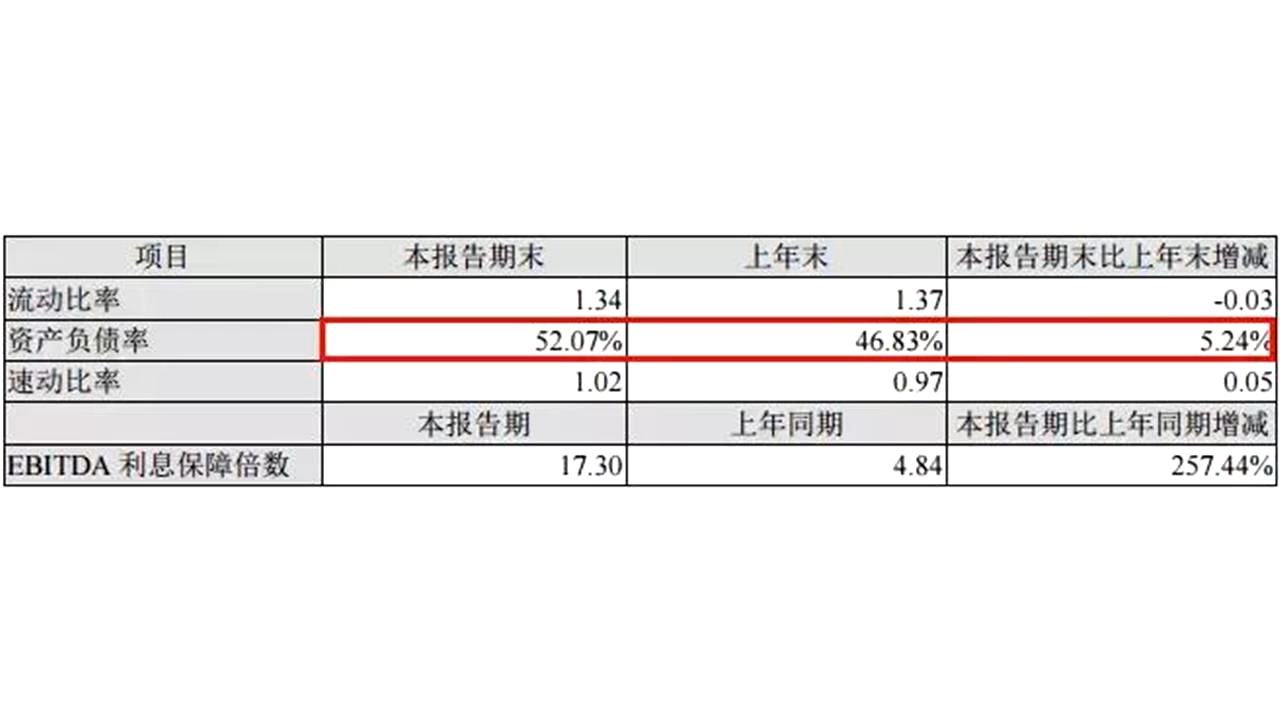 项目 本报告期末 上年末 本报告期末比上年末增减
流动比率 1.34 1.37 -0.03
资产负债率 52.07% 46.83% 5.24%
速动比率 1.02 0.97 0.05
本报告期 上年同期 本报告期比上年同期增减
EBITDA 利息保障倍数 17.30 4.84 257.44%